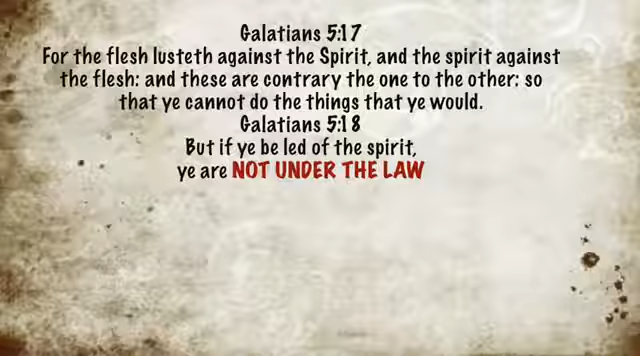 Galatians 5:17
For the flesh lusteth against the Spirit, and the spirit against
the flesh: and these are contrary the one to the other: so
that ye cannot do the things that ye would.
Galatians 5:18
But if ye be led of the spirit,
ye are NOT UNDER THE LAW